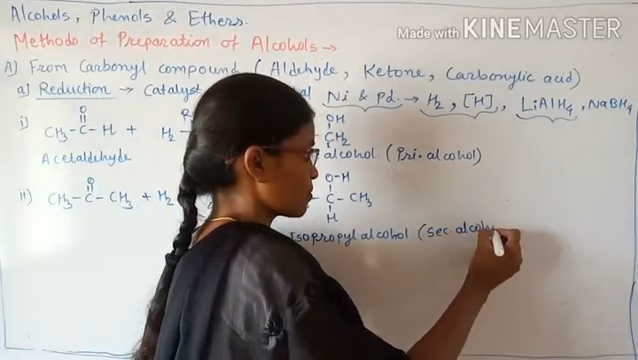 Alcohols, Phenols & Ethers.
Made with KINEMASTER
Methods of Preparation of Alcohols →
A) From Carbonyl compound (Aldehyde, Ketone, Carboxylic acid)
a) Reduction → Catalyst Ni & Pd. → H2, [H], LiAlH4, NaBH4
O OH
i) CH3-C-H + H2 CH2
Acetaldehyde alcohol (Pri. alcohol)
O O-H
ii) CH3-C-CH3 + H2 -C-CH3
H
Isopropyl alcohol (Sec. alcoh